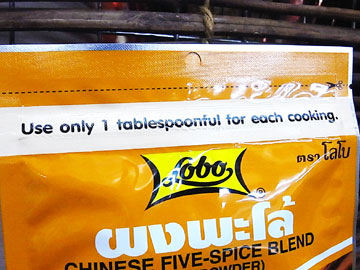 Use only 1 tablespoonful for each cooking.
Lobo
®
ตราโลโบ
ผงพะโล้
CHINESE FIVE-SPICE BLEND
(POWDER)